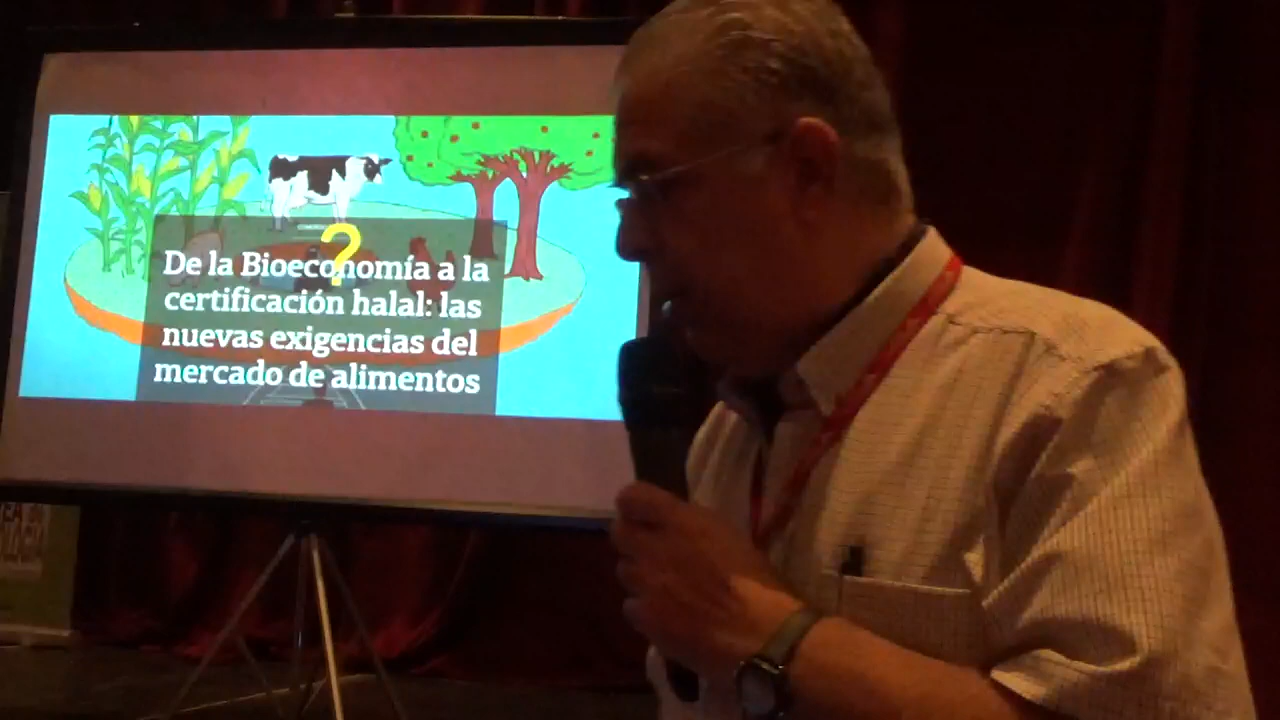 ?
De la Bioeconomía a la
certificación halal: las
nuevas exigencias del
mercado de alimentos